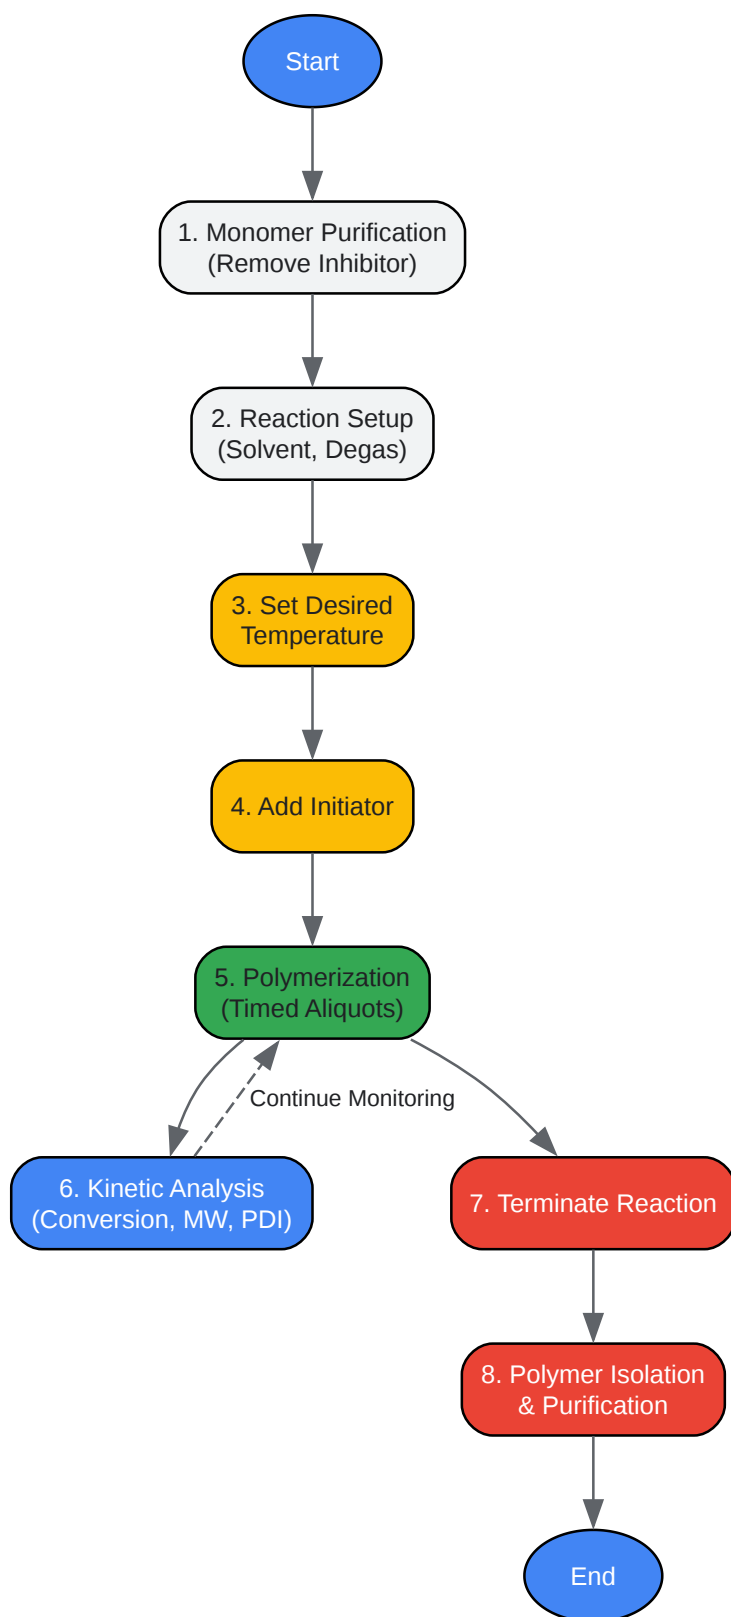 Start
1. Monomer Purification
(Remove Inhibitor)
2. Reaction Setup
(Solvent, Degas)
3. Set Desired
Temperature
4. Add Initiator
5. Polymerization
(Timed Aliquots)
Continue Monitoring
6. Kinetic Analysis
(Conversion, MW, PDI)
7. Terminate Reaction
8. Polymer Isolation
& Purification
End